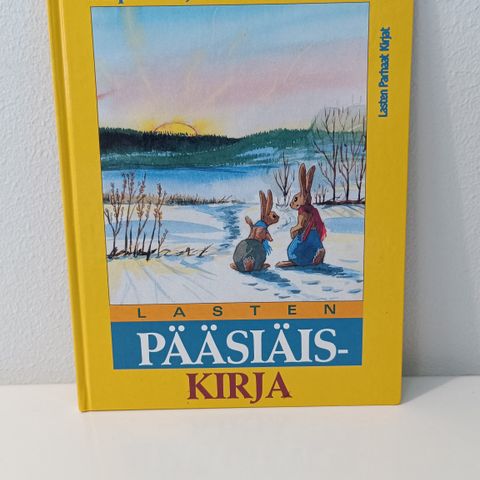 Lasten Parhaat Kirjat
LASTEN
PÄÄSIÄIS-
KIRJA